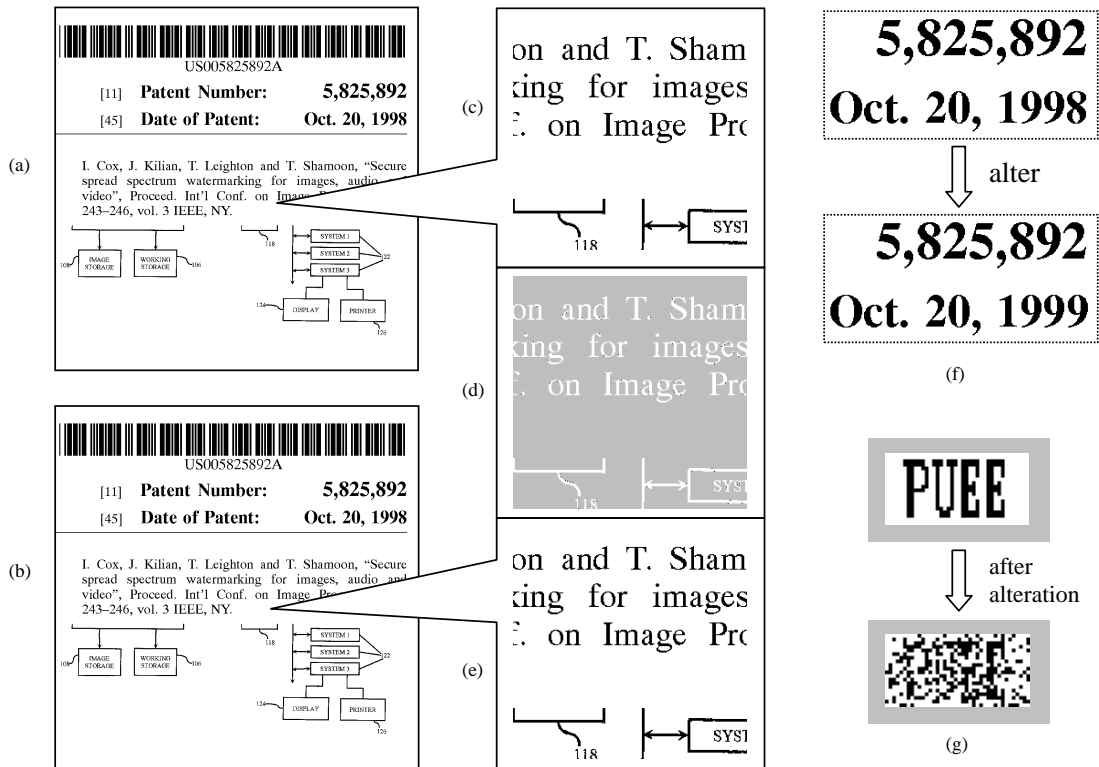 (a)
US005825892A
[11] Patent Number: 5,825,892
[45] Date of Patent: Oct. 20, 1998
I. Cox, J. Kilian, T. Leighton and T. Shamoon, “Secure
spread spectrum watermarking for images, audio and
video”, Proceed. Int'l Conf. on Image
243–246, vol. 3 IEEE, NY.
108 IMAGE STORAGE
WORKING STORAGE 106
118
SYSTEM 1
SYSTEM 2
SYSTEM 3
122
124 DISPLAY
PRINTER
126
(b)
US005825892A
[11] Patent Number: 5,825,892
[45] Date of Patent: Oct. 20, 1998
I. Cox, J. Kilian, T. Leighton and T. Shamoon, “Secure
spread spectrum watermarking for images, audio and
video”, Proceed. Int'l Conf. on Image
243–246, vol. 3 IEEE, NY.
108 IMAGE STORAGE
WORKING STORAGE 106
118
SYSTEM 1
SYSTEM 2
SYSTEM 3
122
124 DISPLAY
PRINTER
126
(c)
on and T. Sham
king for images
f. on Image Pro
118
SYST
(d)
on and T. Sham
king for images
f. on Image Pro
118
SYST
(e)
on and T. Sham
king for images
f. on Image Pro
118
SYST
5,825,892
Oct. 20, 1998
alter
5,825,892
Oct. 20, 1999
(f)
PUEE
after
alteration
(g)